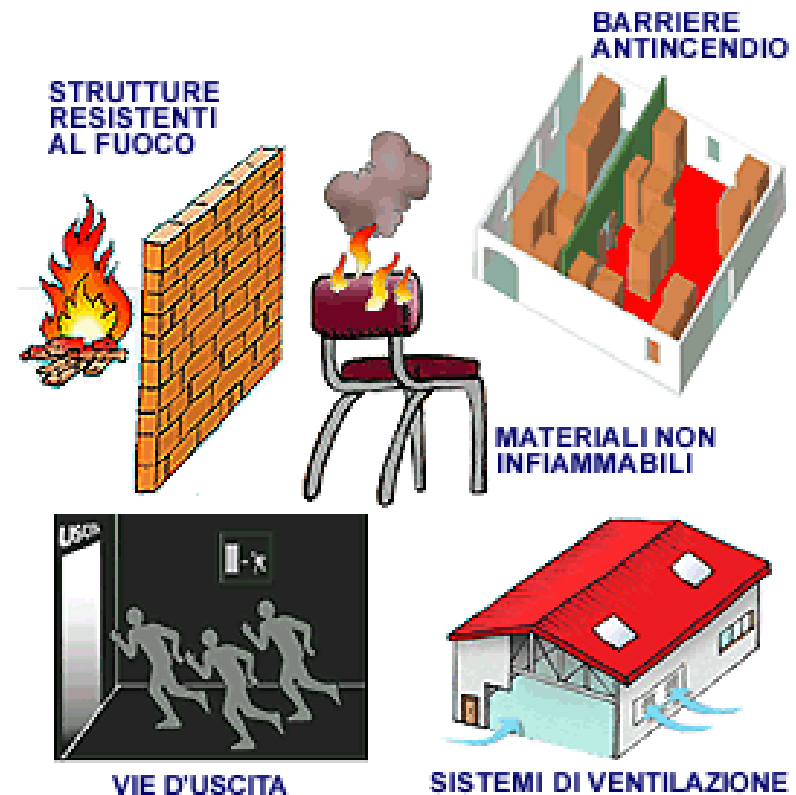 BARRIERE
ANTINCENDIO
STRUTTURE
RESISTENTI
AL FUOCO
MATERIALI NON
INFIAMMABILI
USCITA
VIE D'USCITA
SISTEMI DI VENTILAZIONE